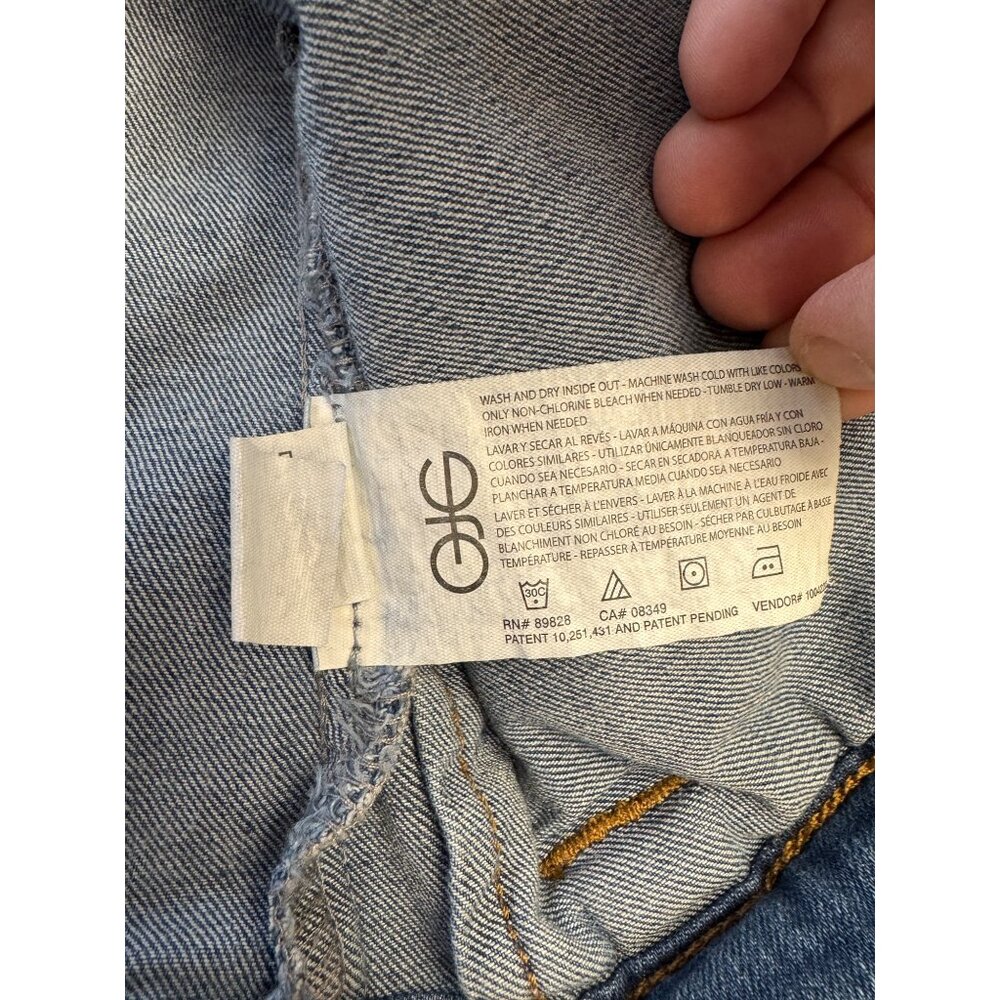 WASH AND DRY INSIDE OUT - MACHINE WASH COLD WITH LIKE COLORS
ONLY NON-CHLORINE BLEACH WHEN NEEDED - TUMBLE DRY LOW - WARM
IRON WHEN NEEDED
LAVAR Y SECAR AL REVÉS - LAVAR A MÁQUINA CON AGUA FRÍA Y CON
COLORES SIMILARES - UTILIZAR ÚNICAMENTE BLANQUEADOR SIN CLORO
CUANDO SEA NECESARIO - SECAR EN SECADORA A TEMPERATURA BAJA -
PLANCHAR A TEMPERATURA MEDIA CUANDO SEA NECESARIO
LAVER ET SÉCHER À L'ENVERS - LAVER À LA MACHINE À L'EAU FROIDE AVEC
DES COULEURS SIMILAIRES - UTILISER SEULEMENT UN AGENT DE
BLANCHIMENT NON CHLORÉ AU BESOIN - SÉCHER PAR CULBUTAGE À BASSE
TEMPÉRATURE - REPASSER À TEMPÉRATURE MOYENNE AU BESOIN
30C
RN# 89828 CA# 08349 VENDOR#
PATENT 10,251,431 AND PATENT PENDING